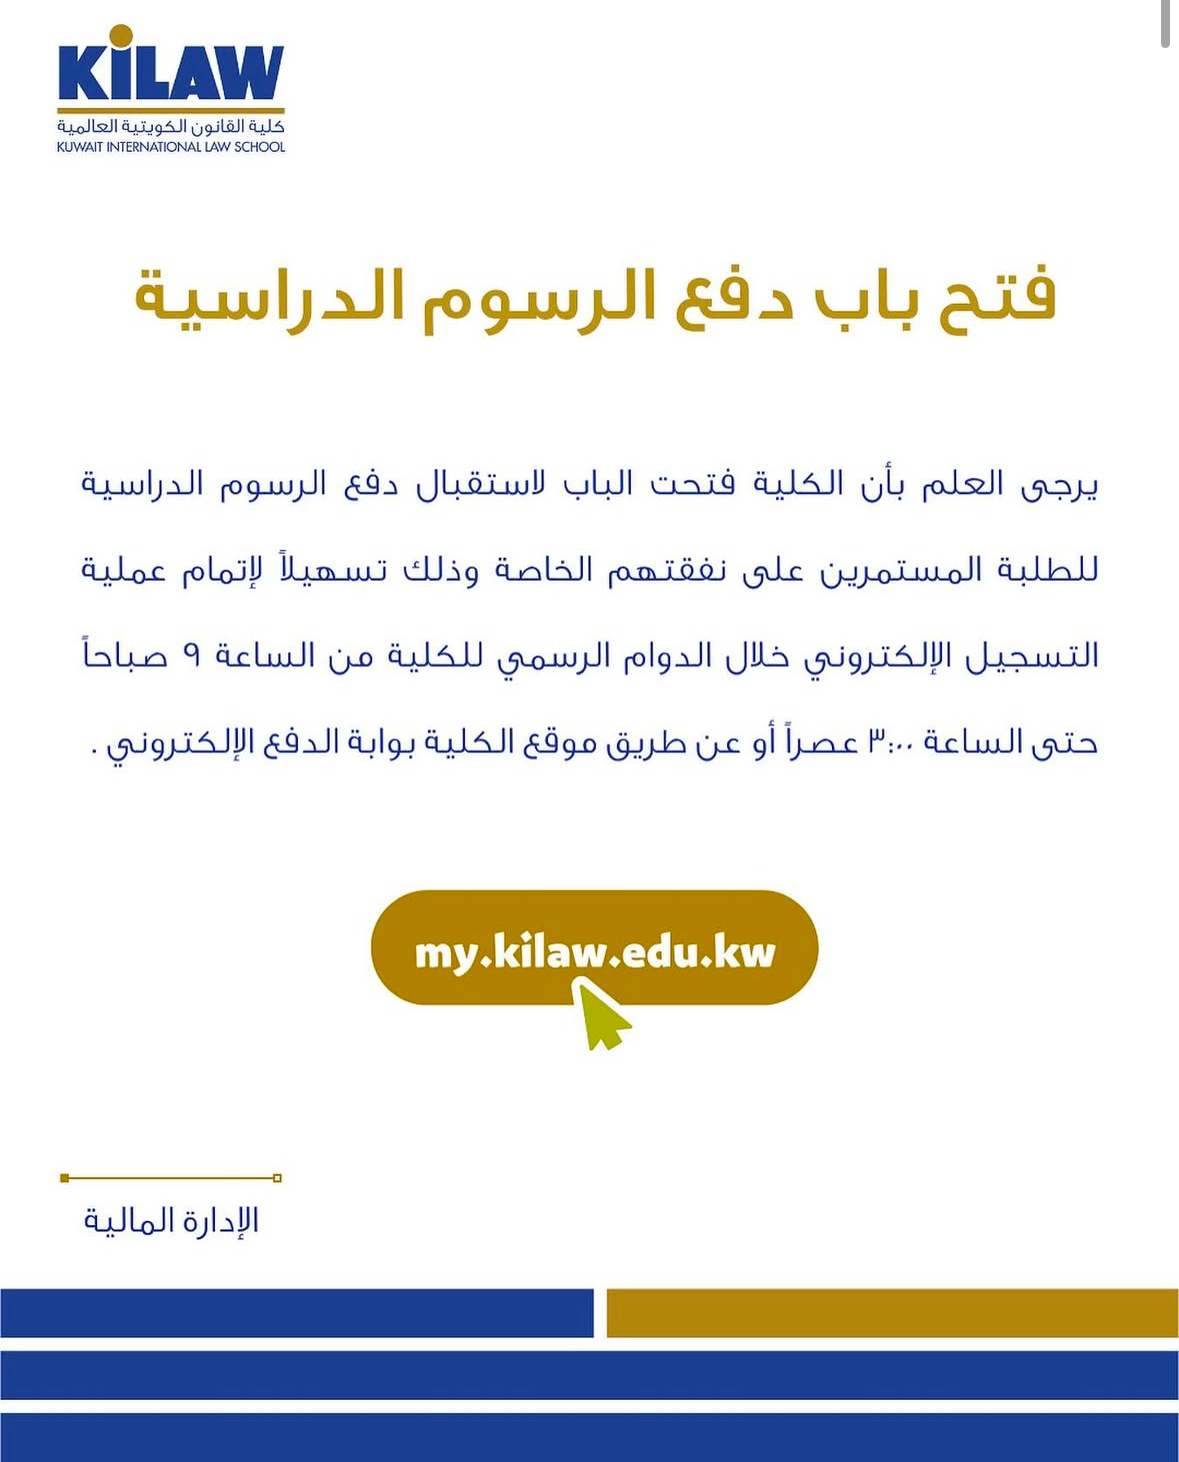 KiLAW
كلية القانون الكويتية العالمية
KUWAIT INTERNATIONAL LAW SCHOOL
فتح باب دفع الرسوم الدراسية
يرجى العلم بأن الكلية فتحت الباب لاستقبال دفع الرسوم الدراسية
للطلبة المستمرين على نفقتهم الخاصة وذلك تسهيلاً لإتمام عملية
التسجيل الإلكتروني خلال الدوام الرسمي للكلية من الساعة ٩ صباحاً
حتى الساعة ٣:٠٠ عصراً أو عن طريق موقع الكلية بوابة الدفع الإلكتروني .
my.kilaw.edu.kw
الإدارة المالية